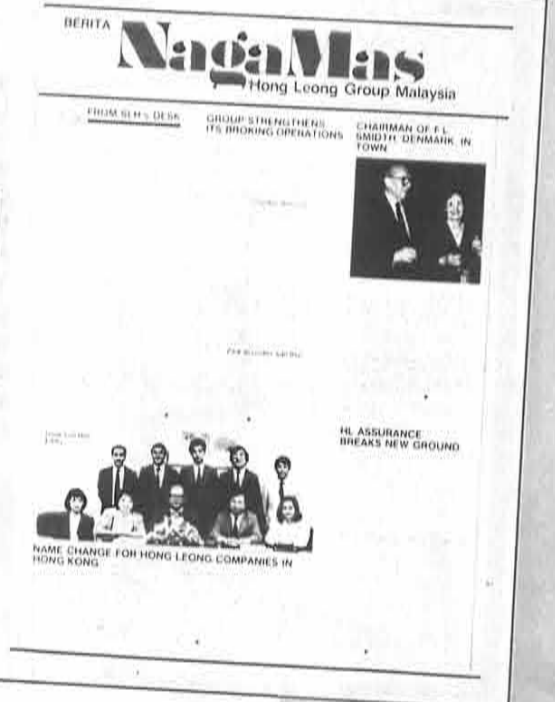 BERITA
NagaMas
Hong Leong Group Malaysia
FROM DESK
GROUP STRENGTHENS
ITS BROKING OPERATIONS
CHAIRMAN OF F L
SMIDTH, DENMARK, IN
TOWN
HL ASSURANCE
BREAKS NEW GROUND
NAME CHANGE FOR HONG LEONG COMPANIES IN
HONG KONG